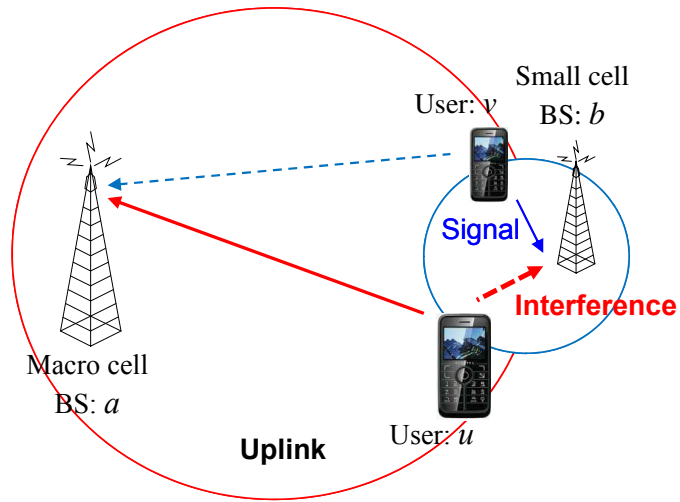 Small cell
User: v
BS: b
Signal
Interference
Macro cell
BS: a
User: u
Uplink